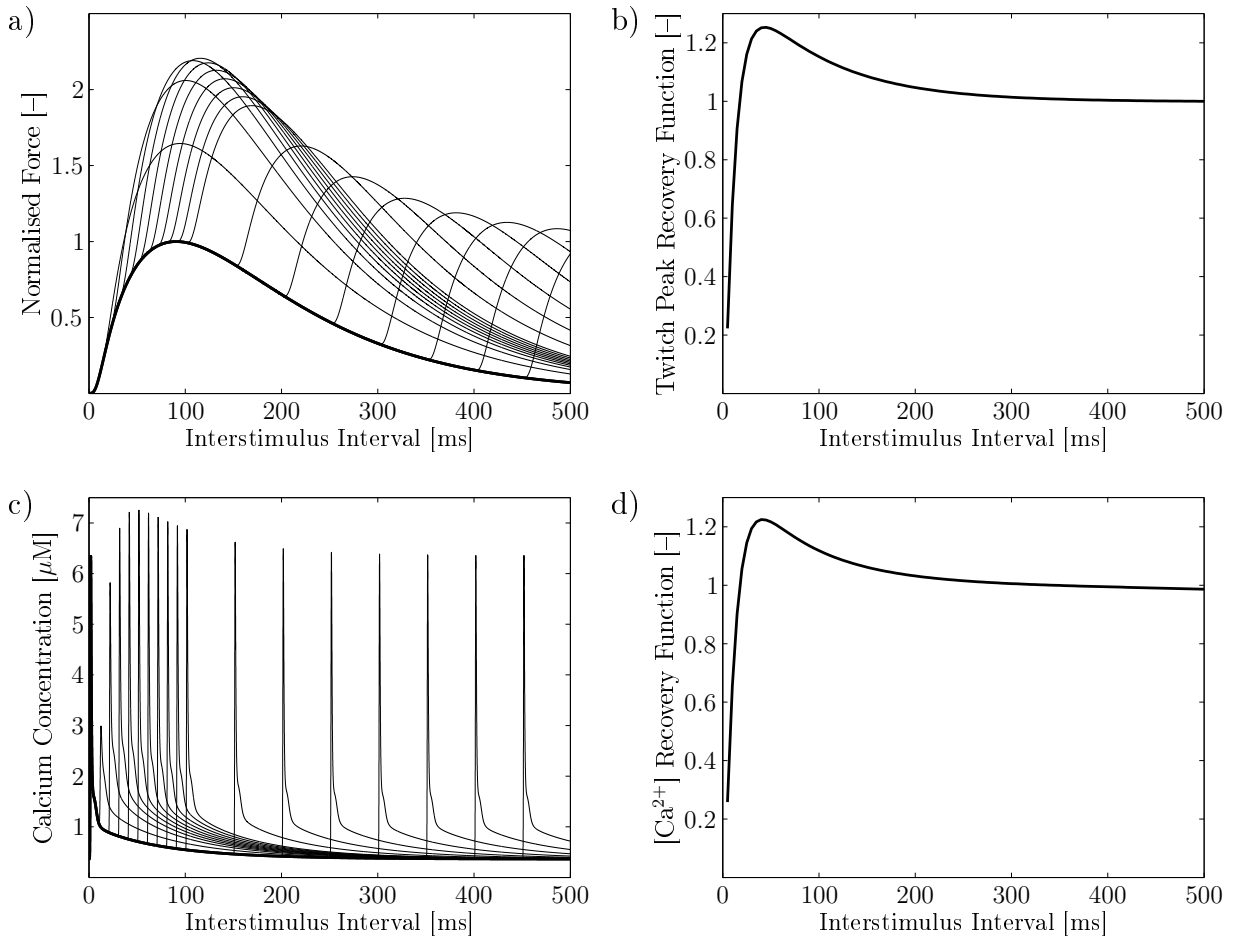 a)
Normalised Force [–]
2
1.5
1
0.5
0 100 200 300 400 500
Interstimulus Interval [ms]
b)
Twitch Peak Recovery Function [–]
1.2
1
0.8
0.6
0.4
0.2
0 100 200 300 400 500
Interstimulus Interval [ms]
c)
Calcium Concentration [μM]
7
6
5
4
3
2
1
0 100 200 300 400 500
Interstimulus Interval [ms]
d)
[Ca²⁺] Recovery Function [–]
1.2
1
0.8
0.6
0.4
0.2
0 100 200 300 400 500
Interstimulus Interval [ms]